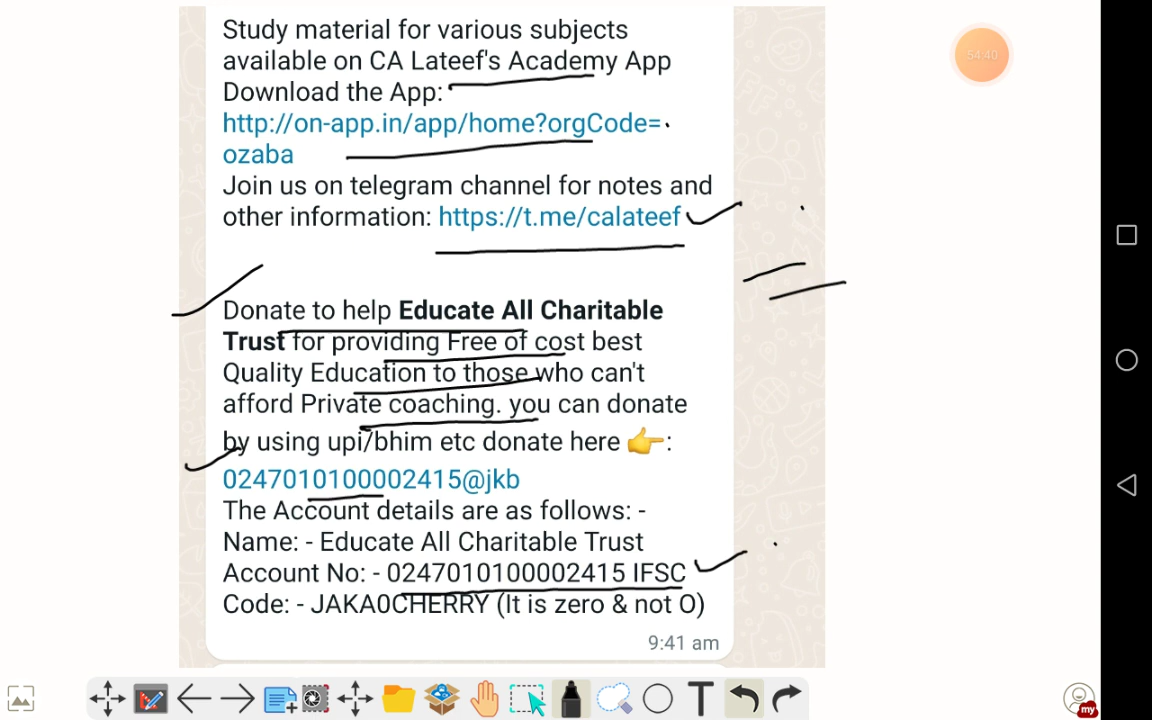 Study material for various subjects
available on CA Lateef's Academy App
Download the App:
http://on-app.in/app/home?orgCode=
ozaba
Join us on telegram channel for notes and
other information: https://t.me/calateef
Donate to help Educate All Charitable
Trust for providing Free of cost best
Quality Education to those who can't
afford Private coaching. you can donate
by using upi/bhim etc donate here 👉:
0247010100002415@jkb
The Account details are as follows: -
Name: - Educate All Charitable Trust
Account No: - 0247010100002415 IFSC
Code: - JAKA0CHERRY (It is zero & not O)
9:41 am
54:40
T
my